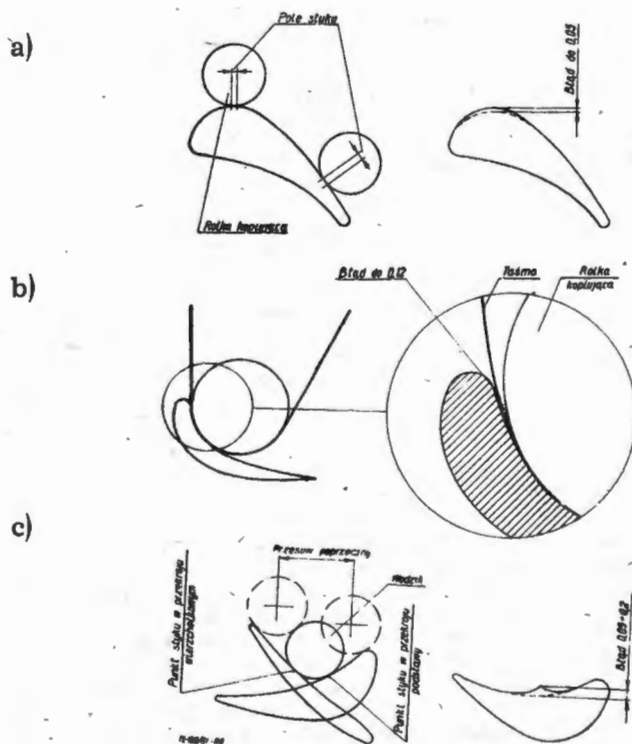 a)
Pole styku
Rolka kopiująca
Błąd do 0,05
b)
Błąd do 0,12
Taśma
Rolka
kopiująca
c)
Przesuw poprzeczny
Wodzik
Punkt styku w przekroju
wierzchołkowym
Punkt styku w przekroju
podstawy
Błąd 0,05÷0,2